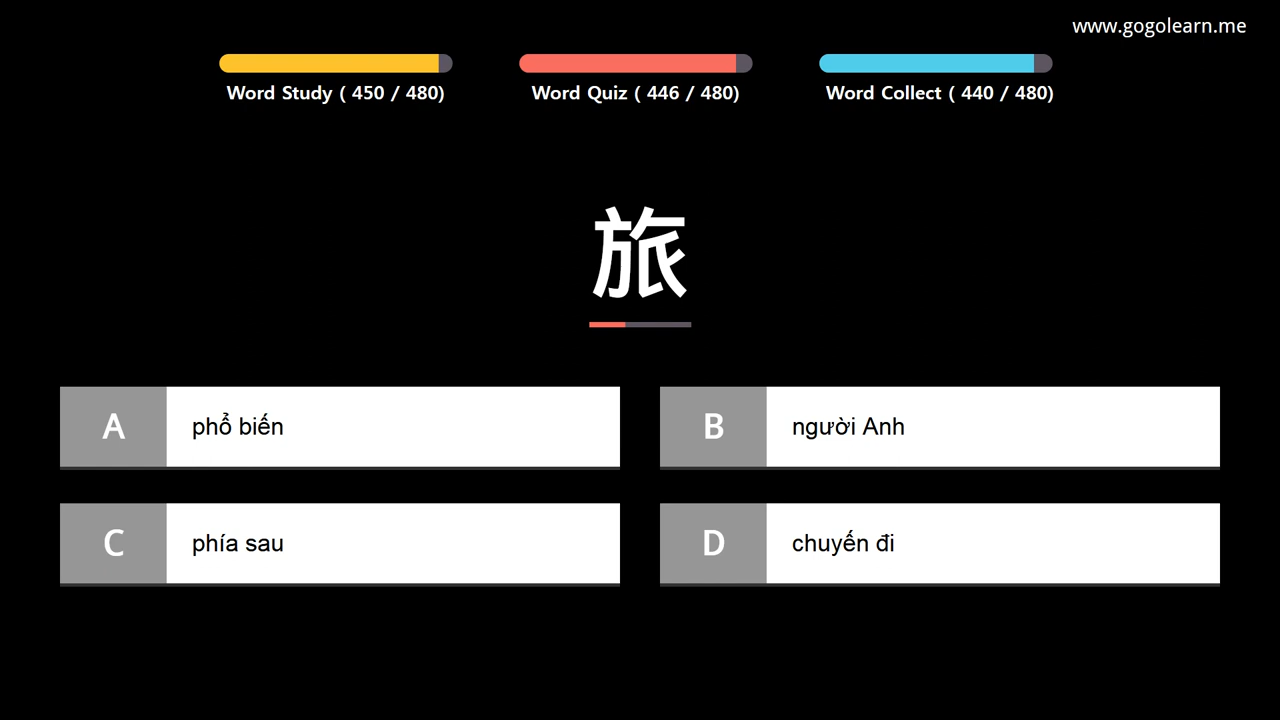 www.gogolearn.me
Word Study ( 450 / 480)
Word Quiz ( 446 / 480)
Word Collect ( 440 / 480)
旅
A phổ biến
B người Anh
C phía sau
D chuyến đi